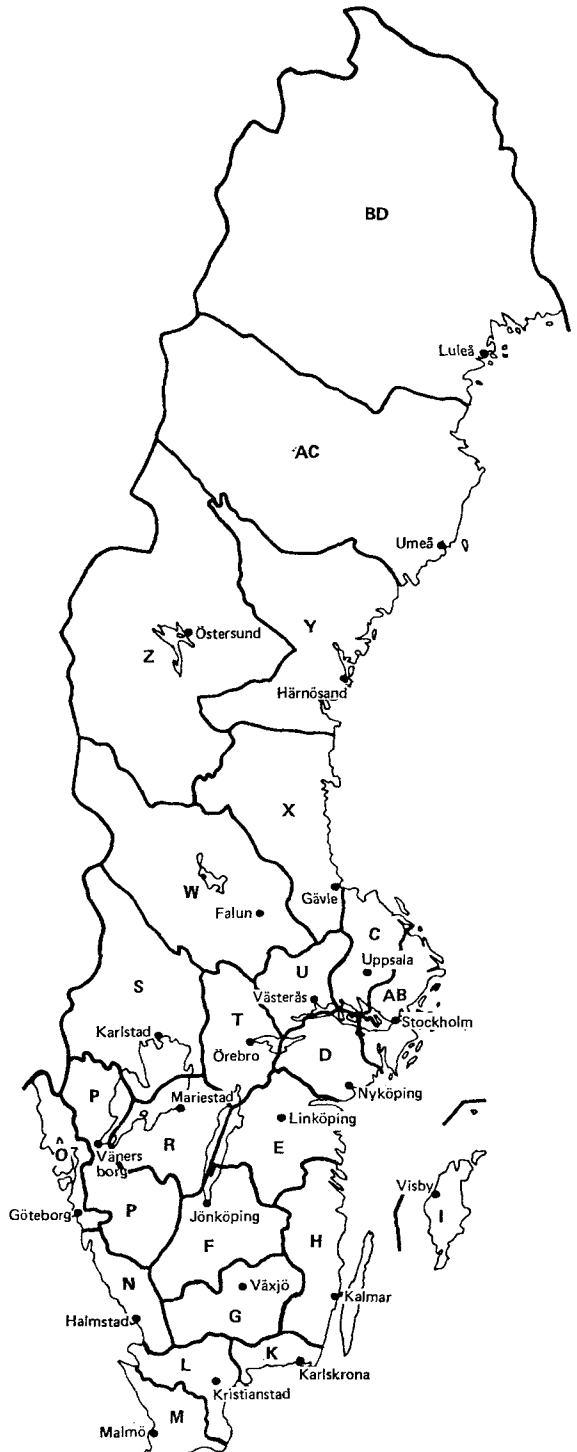 BD
Luleå
AC
Umeå
Y
Östersund
Z
Härnösand
X
W
Gävle
Falun
C
U
Uppsala
S
AB
Västerås
T
Stockholm
Karlstad
Örebro
D
P
Mariestad
Nyköping
Linköping
R
E
O
Väners
borg
Visby
P
Jönköping
I
Göteborg
F
H
N
Växjö
Kalmar
G
Halmstad
K
L
Karlskrona
Kristianstad
M
Malmö